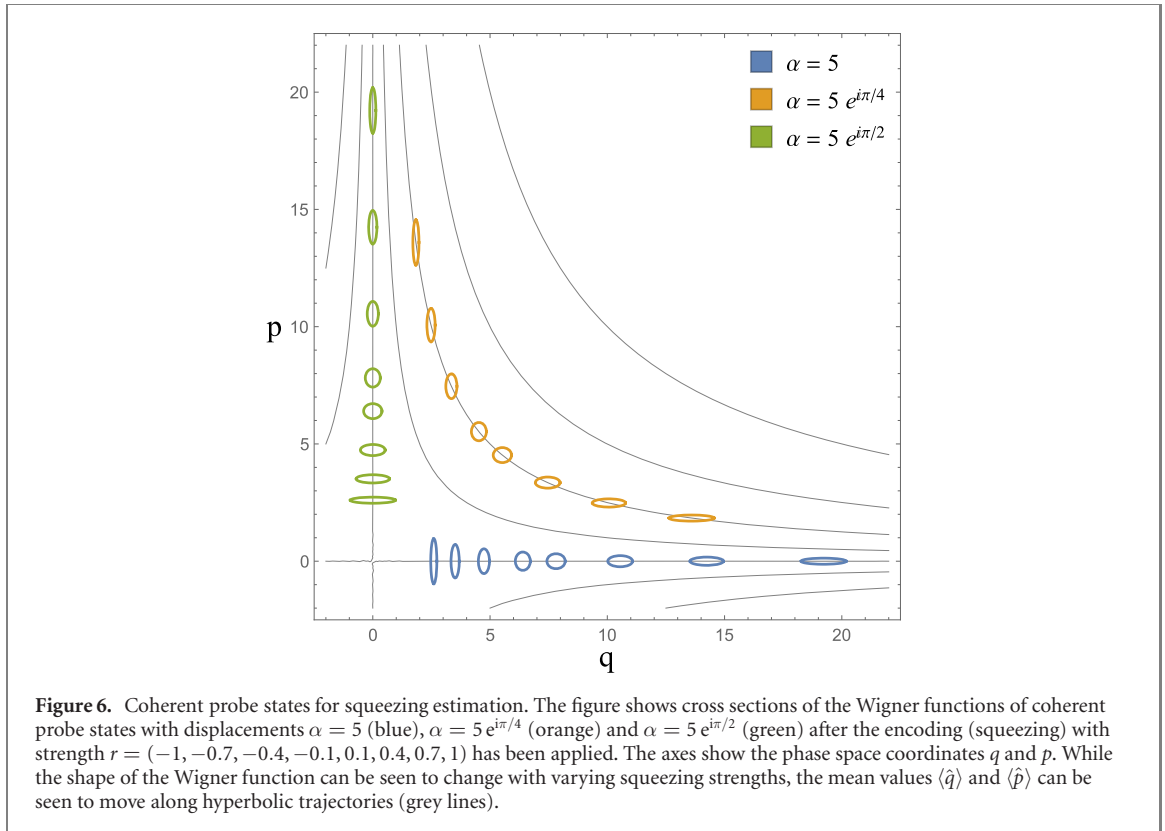 α = 5
α = 5 e^{iπ/4}
α = 5 e^{iπ/2}
20
15
10
5
0
p
0 5 10 15 20
q
Figure 6. Coherent probe states for squeezing estimation. The figure shows cross sections of the Wigner functions of coherent
probe states with displacements α = 5 (blue), α = 5 e^{iπ/4} (orange) and α = 5 e^{iπ/2} (green) after the encoding (squeezing) with
strength r = (−1, −0.7, −0.4, −0.1, 0.1, 0.4, 0.7, 1) has been applied. The axes show the phase space coordinates q and p. While
the shape of the Wigner function can be seen to change with varying squeezing strengths, the mean values ⟨q̂⟩ and ⟨p̂⟩ can be
seen to move along hyperbolic trajectories (grey lines).